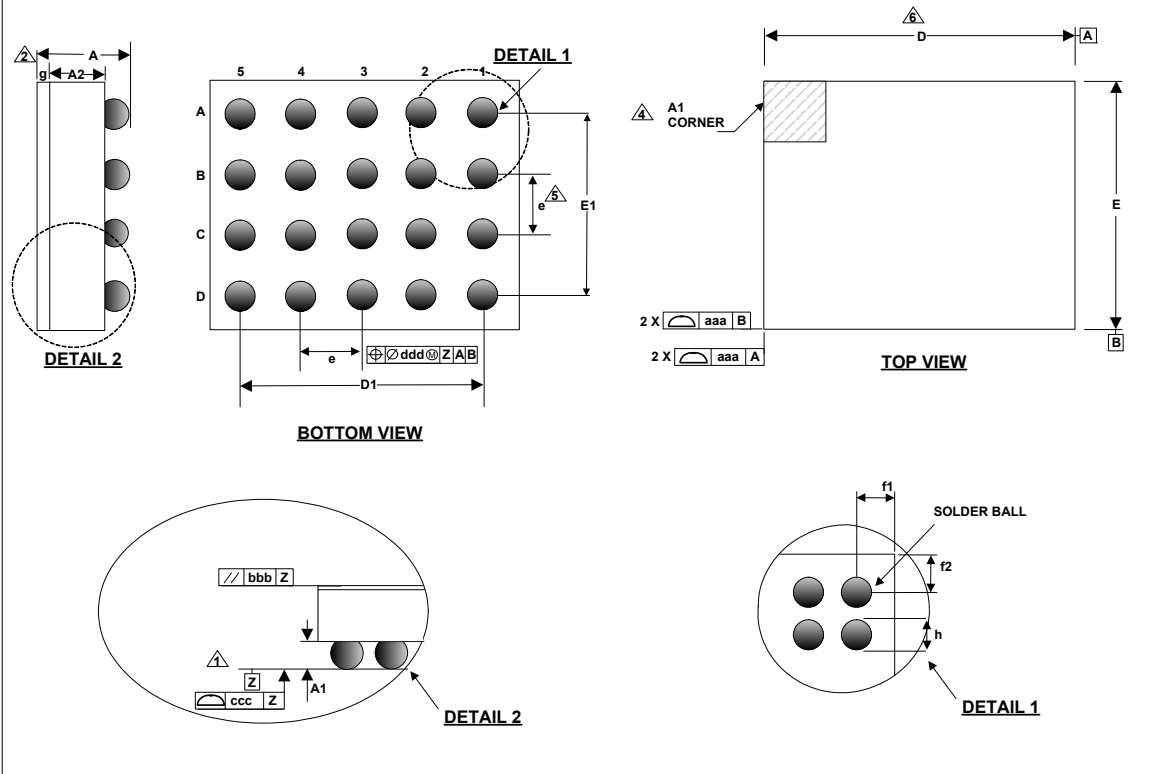 2
A
g
A2
5
4
3
2
1
DETAIL 1
A
B
C
D
e
5
E1
DETAIL 2
e
⌖ ⌀ ddd Ⓜ Z A B
D1
BOTTOM VIEW
6
D
A
4
A1
CORNER
E
2 X ⌓ aaa B
2 X ⌓ aaa A
B
TOP VIEW
// bbb Z
1
Z
⌓ ccc Z
A1
DETAIL 2
f1
SOLDER BALL
f2
h
DETAIL 1